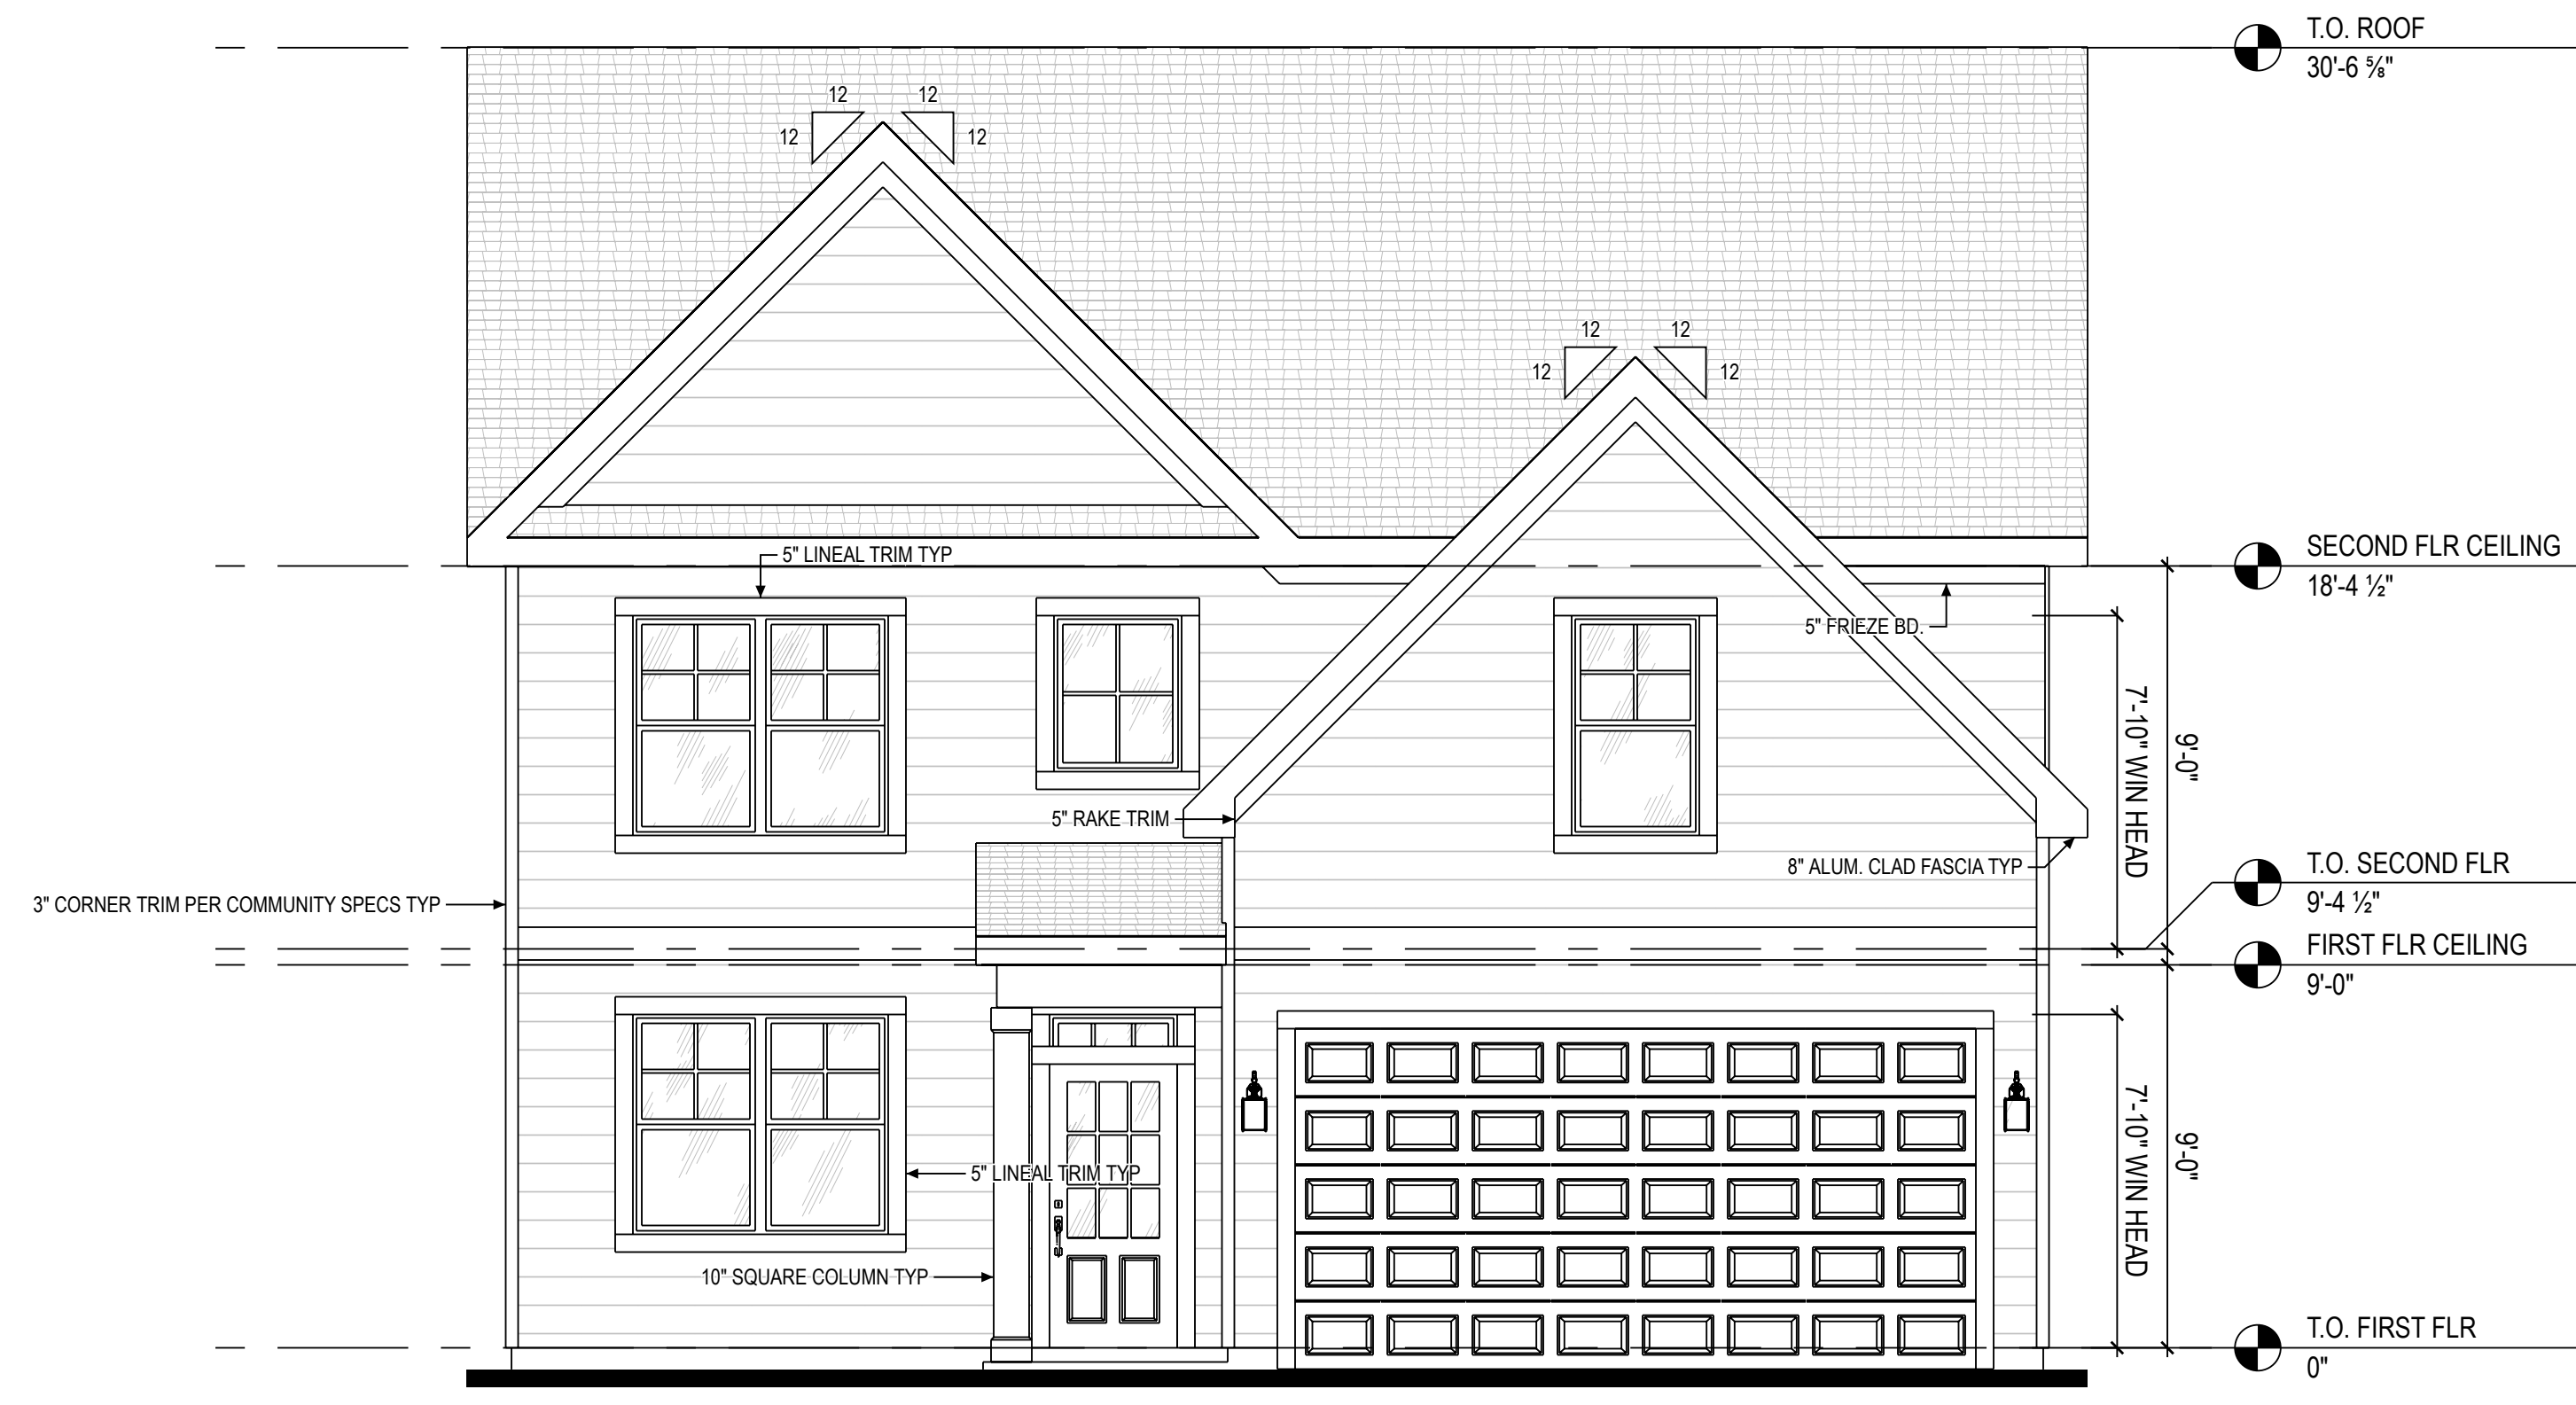 T.O. ROOF
30'-6 ⅝"
12 12
12 12
12 12
12 12
SECOND FLR CEILING
18'-4 ½"
5" LINEAL TRIM TYP
5" FRIEZE BD.
7'-10" WIN HEAD
9'-0"
5" RAKE TRIM
8" ALUM. CLAD FASCIA TYP
T.O. SECOND FLR
9'-4 ½"
3" CORNER TRIM PER COMMUNITY SPECS TYP
FIRST FLR CEILING
9'-0"
7'-10" WIN HEAD
9'-0"
5" LINEAL TRIM TYP
10" SQUARE COLUMN TYP
T.O. FIRST FLR
0"